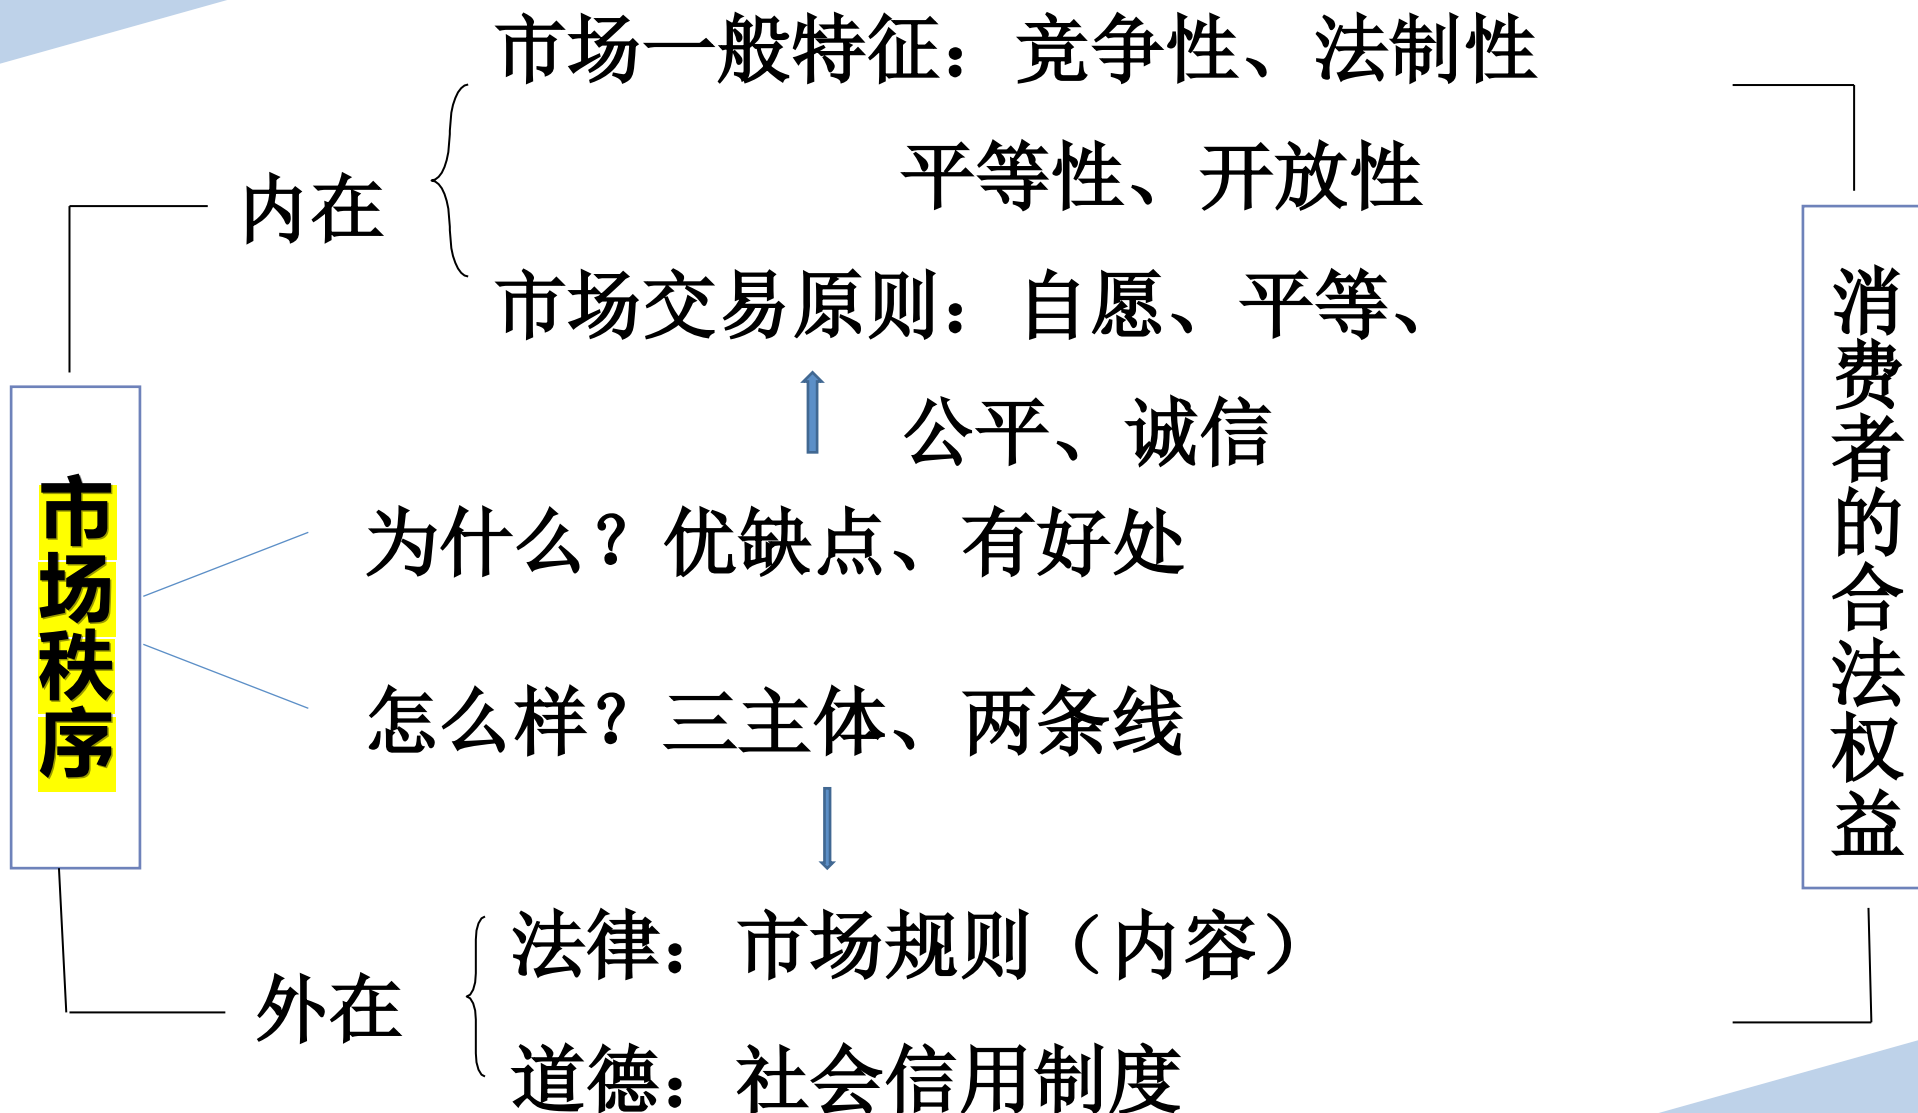 市场一般特征：竞争性、法制性
平等性、开放性
内在
市场交易原则：自愿、平等、
公平、诚信
市场秩序
为什么？优缺点、有好处
怎么样？三主体、两条线
外在
法律：市场规则（内容）
道德：社会信用制度
消费者的合法权益